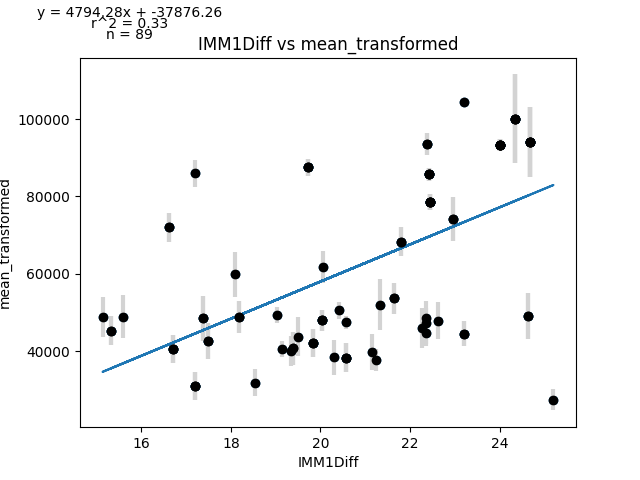 y = 4794.28x + -37876.26
r^2 = 0.33
n = 89
IMM1Diff vs mean_transformed
mean_transformed
100000
80000
60000
40000
16
18
20
22
24
IMM1Diff